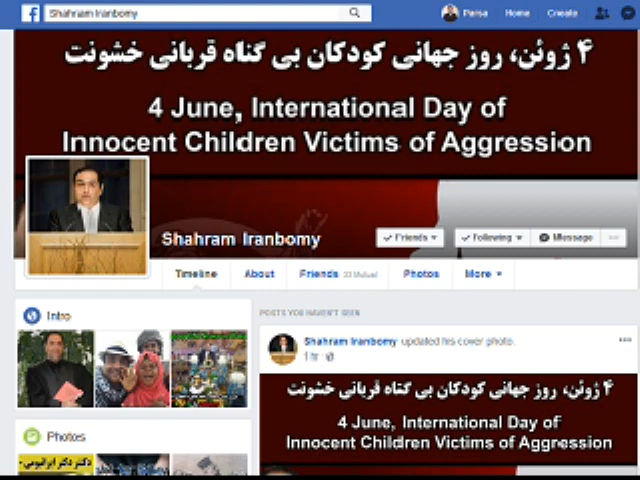 Shahram Iranbomy
Parsa Home Create
۴ ژوئن، روز جهانی کودکان بی گناه قربانی خشونت
4 June, International Day of
Innocent Children Victims of Aggression
Shahram Iranbomy
Friends Following Message
Timeline About Friends 33 Mutual Photos More
Intro
POSTS YOU HAVEN'T SEEN
Shahram Iranbomy updated his cover photo.
1 hr
۴ ژوئن، روز جهانی کودکان بی گناه قربانی خشونت
4 June, International Day of
Innocent Children Victims of Aggression
Photos